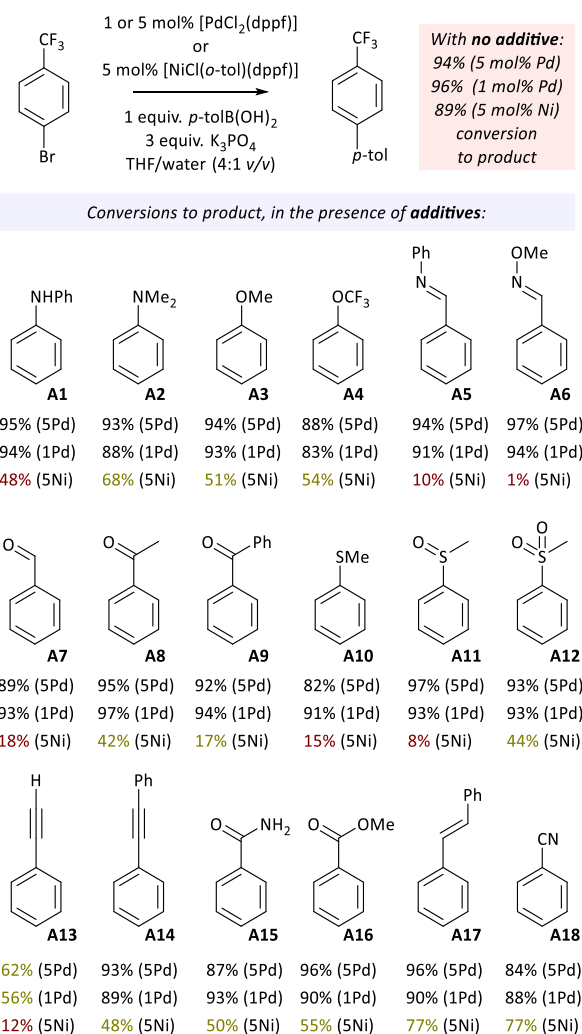 CF3
Br
1 or 5 mol% [PdCl2(dppf)]
or
5 mol% [NiCl(o-tol)(dppf)]
1 equiv. p-tolB(OH)2
3 equiv. K3PO4
THF/water (4:1 v/v)
CF3
p-tol
With no additive:
94% (5 mol% Pd)
96% (1 mol% Pd)
89% (5 mol% Ni)
conversion
to product
Conversions to product, in the presence of additives:
NHPh
NMe2
OMe
OCF3
Ph
N
OMe
N
A1 A2 A3 A4 A5 A6
95% (5Pd) 93% (5Pd) 94% (5Pd) 88% (5Pd) 94% (5Pd) 97% (5Pd)
94% (1Pd) 88% (1Pd) 93% (1Pd) 83% (1Pd) 91% (1Pd) 94% (1Pd)
48% (5Ni) 68% (5Ni) 51% (5Ni) 54% (5Ni) 10% (5Ni) 1% (5Ni)
O
O
O Ph
SMe
O S
O O S
A7 A8 A9 A10 A11 A12
89% (5Pd) 95% (5Pd) 92% (5Pd) 82% (5Pd) 97% (5Pd) 93% (5Pd)
93% (1Pd) 97% (1Pd) 94% (1Pd) 91% (1Pd) 93% (1Pd) 93% (1Pd)
18% (5Ni) 42% (5Ni) 17% (5Ni) 15% (5Ni) 8% (5Ni) 44% (5Ni)
H
Ph
O NH2
O OMe
Ph
CN
A13 A14 A15 A16 A17 A18
62% (5Pd) 93% (5Pd) 87% (5Pd) 96% (5Pd) 96% (5Pd) 84% (5Pd)
56% (1Pd) 89% (1Pd) 93% (1Pd) 90% (1Pd) 90% (1Pd) 88% (1Pd)
12% (5Ni) 48% (5Ni) 50% (5Ni) 55% (5Ni) 77% (5Ni) 77% (5Ni)